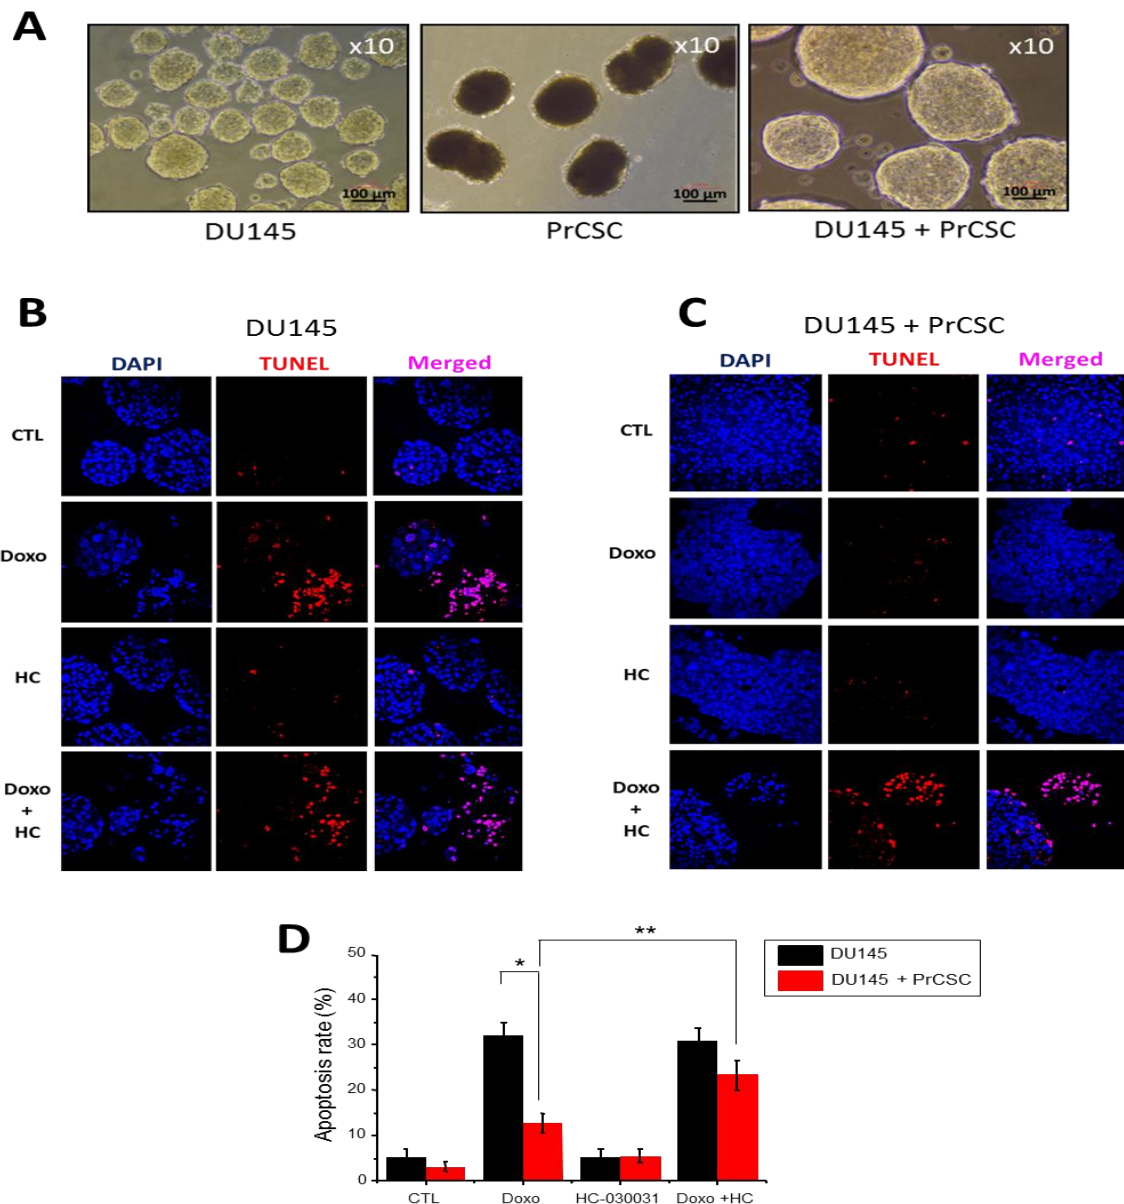 A
x10
x10
x10
100 µm
100 µm
100 µm
DU145
PrCSC
DU145 + PrCSC
B
DU145
DAPI
TUNEL
Merged
CTL
Doxo
HC
Doxo
+
HC
C
DU145 + PrCSC
DAPI
TUNEL
Merged
CTL
Doxo
HC
Doxo
+
HC
D
**
*
DU145
DU145 + PrCSC
Apoptosis rate (%)
50
40
30
20
10
0
CTL
Doxo
HC-030031
Doxo +HC